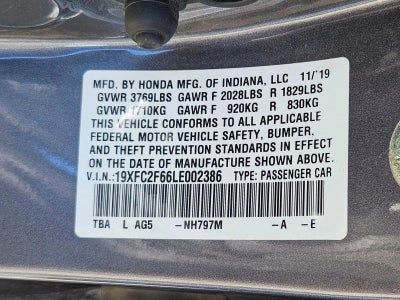 MFD. BY HONDA MFG. OF INDIANA, LLC 11/'19
GVWR 3769LBS GAWR F 2028LBS R 1829LBS
GVWR 1710KG GAWR F 920KG R 830KG
THIS VEHICLE CONFORMS TO ALL APPLICABLE
FEDERAL MOTOR VEHICLE SAFETY, BUMPER,
AND THEFT PREVENTION STANDARDS IN EFFECT
ON THE DATE OF MANUFACTURE SHOWN ABOVE.
V.I.N.: 19XFC2F66LE002386 TYPE: PASSENGER CAR
TBA L AG5 -NH797M -A -E